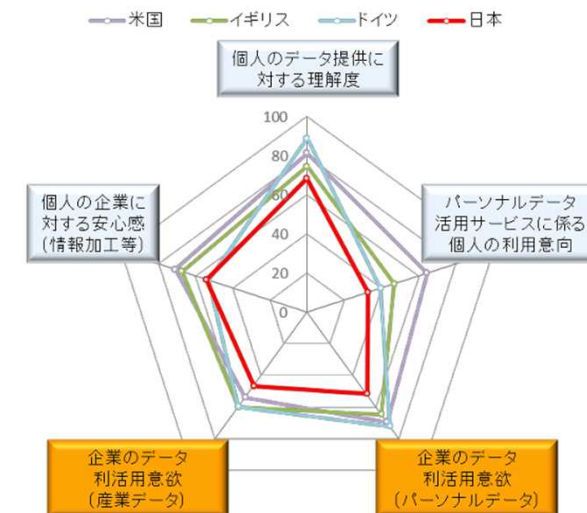 米国 イギリス ドイツ 日本
個人のデータ提供に
対する理解度
100
80
60
40
20
0
個人の企業に
対する安心感
(情報加工等)
パーソナルデータ
活用サービスに係る
個人の利用意向
企業のデータ
利活用意欲
(産業データ)
企業のデータ
利活用意欲
(パーソナルデータ)